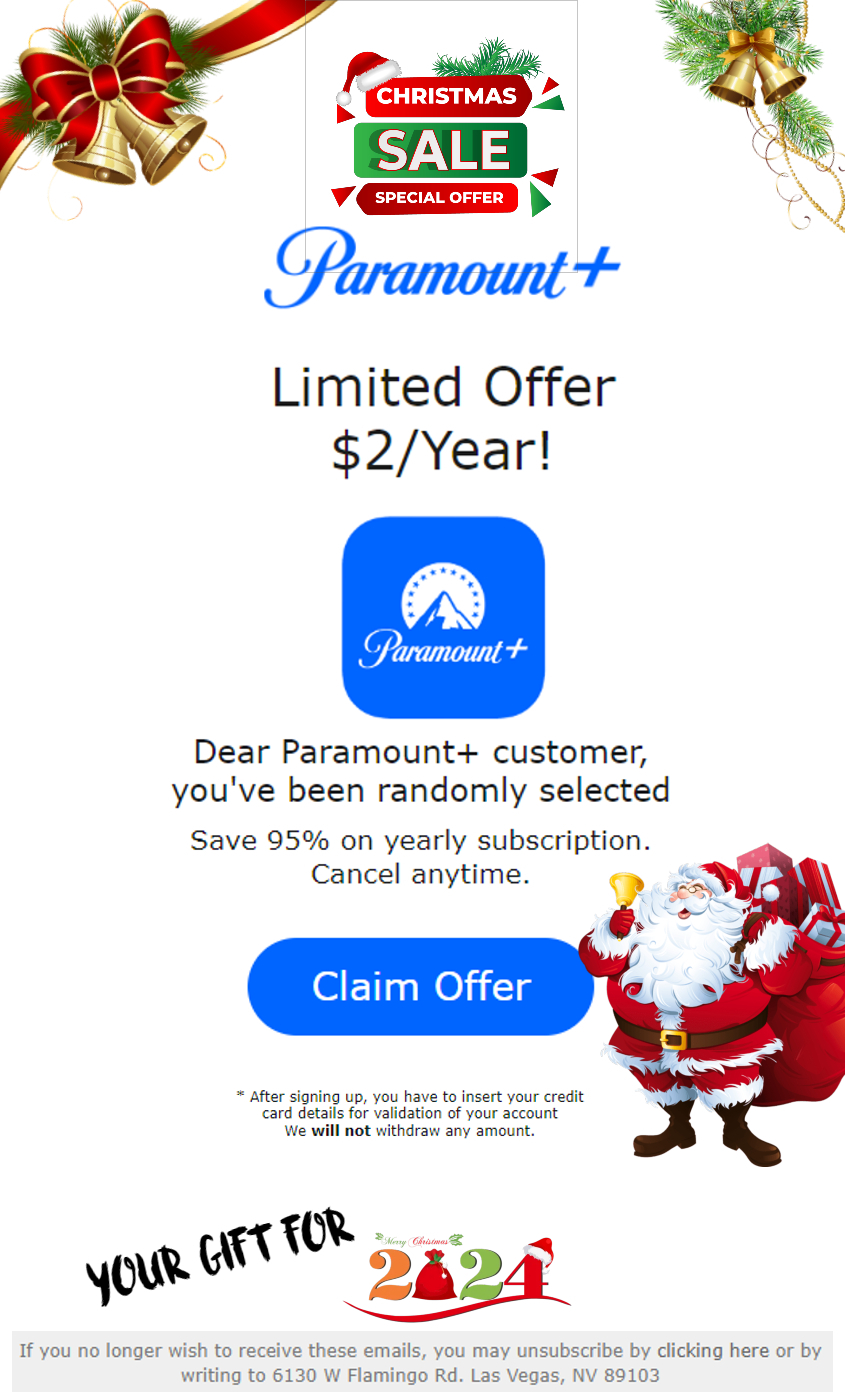 CHRISTMAS
SALE
SPECIAL OFFER
Paramount+
Limited Offer
$2/Year!
Paramount+
Dear Paramount+ customer,
you've been randomly selected
Save 95% on yearly subscription.
Cancel anytime.
Claim Offer
* After signing up, you have to insert your credit
card details for validation of your account
We will not withdraw any amount.
YOUR GIFT FOR
Merry Christmas
2024
If you no longer wish to receive these emails, you may unsubscribe by clicking here or by
writing to 6130 W Flamingo Rd. Las Vegas, NV 89103